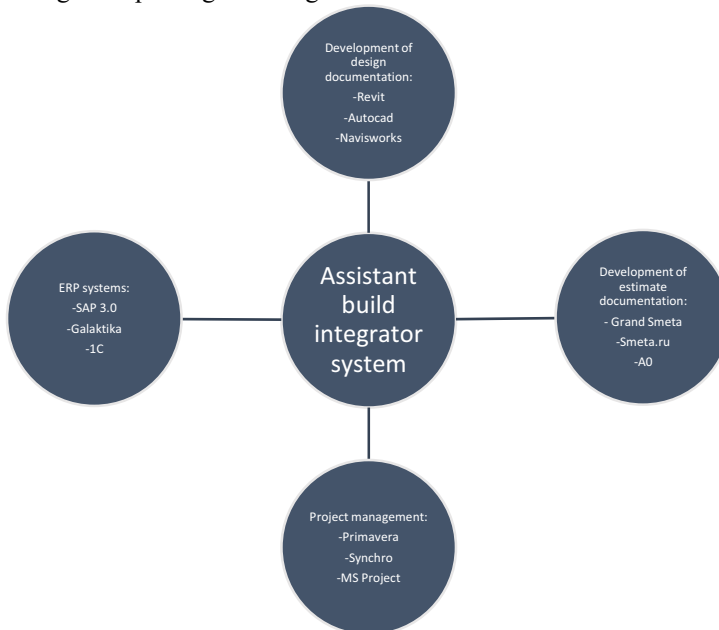 Development of
design
documentation:
-Revit
-Autocad
-Navisworks
ERP systems:
-SAP 3.0
-Galaktika
-1C
Assistant
build
integrator
system
Development of
estimate
documentation:
- Grand Smeta
-Smeta.ru
-A0
Project management:
-Primavera
-Synchro
-MS Project